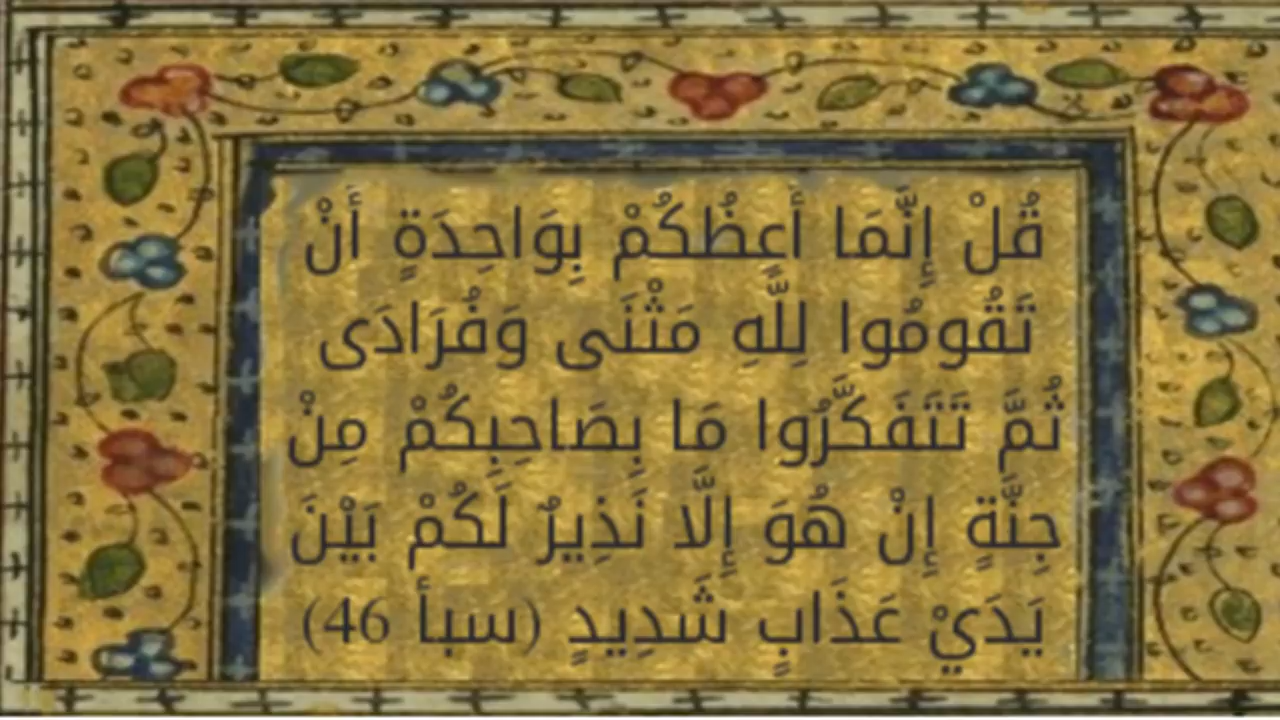 قُلْ إِنَّمَا أَعِظُكُمْ بِوَاحِدَةٍ أَنْ
تَقُومُوا لِلَّهِ مَثْنَى وَفُرَادَى
ثُمَّ تَتَفَكَّرُوا مَا بِصَاحِبِكُمْ مِنْ
جِنَّةٍ إِنْ هُوَ إِلَّا نَذِيرٌ لَكُمْ بَيْنَ
يَدَيْ عَذَابٍ شَدِيدٍ (سبأ 46)